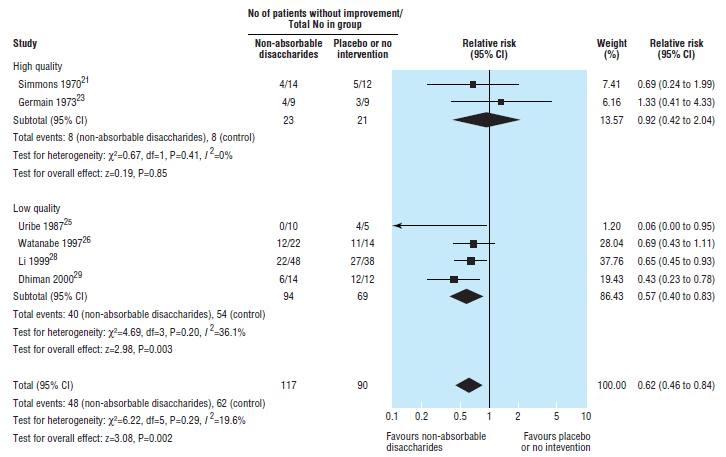 No of patients without improvement/
Total No in group
Study Non-absorbable disaccharides Placebo or no intervention Relative risk (95% CI) Weight (%) Relative risk (95% CI)
High quality
Simmons 1970²¹ 4/14 5/12 7.41 0.69 (0.24 to 1.99)
Germain 1973²³ 4/9 3/9 6.16 1.33 (0.41 to 4.33)
Subtotal (95% CI) 23 21 13.57 0.92 (0.42 to 2.04)
Total events: 8 (non-absorbable disaccharides), 8 (control)
Test for heterogeneity: χ²=0.67, df=1, P=0.41, I²=0%
Test for overall effect: z=0.19, P=0.85
Low quality
Uribe 1987²⁵ 0/10 4/5 1.20 0.06 (0.00 to 0.95)
Watanabe 1997²⁶ 12/22 11/14 28.04 0.69 (0.43 to 1.11)
Li 1999²⁸ 22/48 27/38 37.76 0.65 (0.45 to 0.93)
Dhiman 2000²⁹ 6/14 12/12 19.43 0.43 (0.23 to 0.78)
Subtotal (95% CI) 94 69 86.43 0.57 (0.40 to 0.83)
Total events: 40 (non-absorbable disaccharides), 54 (control)
Test for heterogeneity: χ²=4.69, df=3, P=0.20, I²=36.1%
Test for overall effect: z=2.98, P=0.003
Total (95% CI) 117 90 100.00 0.62 (0.46 to 0.84)
Total events: 48 (non-absorbable disaccharides), 62 (control)
Test for heterogeneity: χ²=6.22, df=5, P=0.29, I²=19.6%
Test for overall effect: z=3.08, P=0.002
0.1 0.2 0.5 1 2 5 10
Favours non-absorbable disaccharides
Favours placebo or no intevention